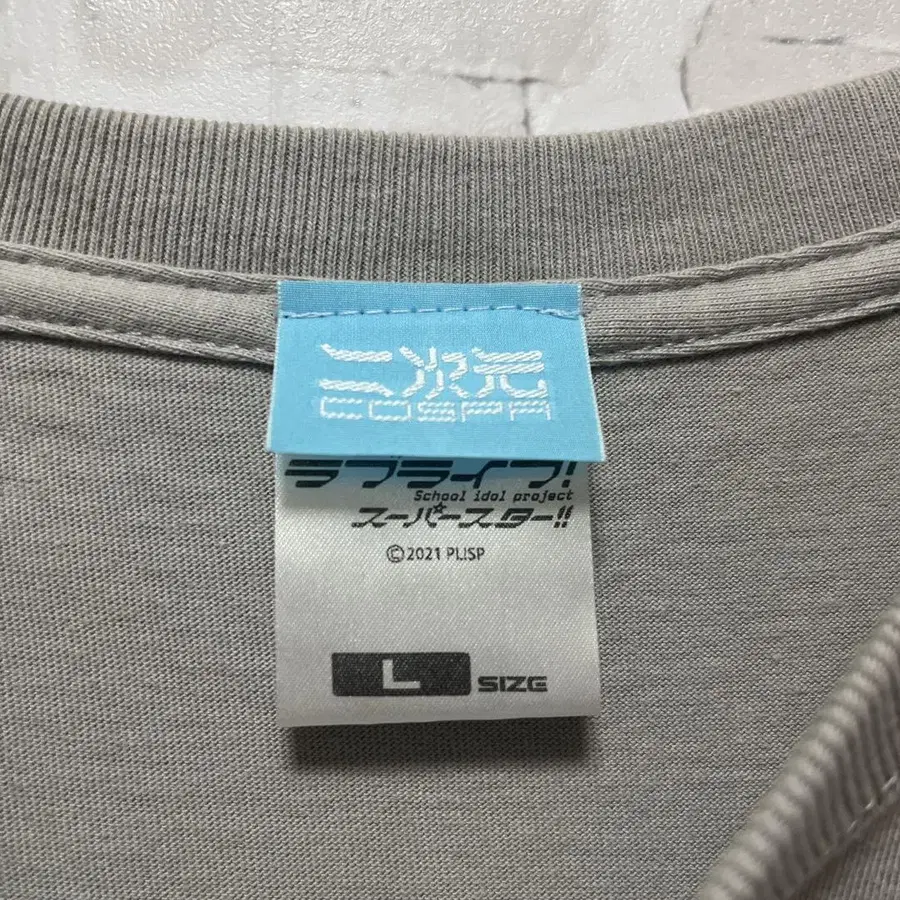 二次元
COSPA
ラブライブ!
School idol project
スーパースター!!
©2021 PL!SP
L SIZE